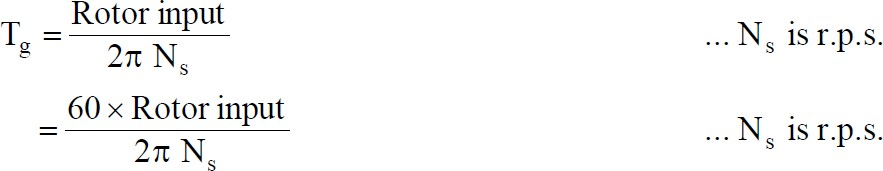 T_g = Rotor input / 2π N_s ... N_s is r.p.s.
= 60 × Rotor input / 2π N_s ... N_s is r.p.s.